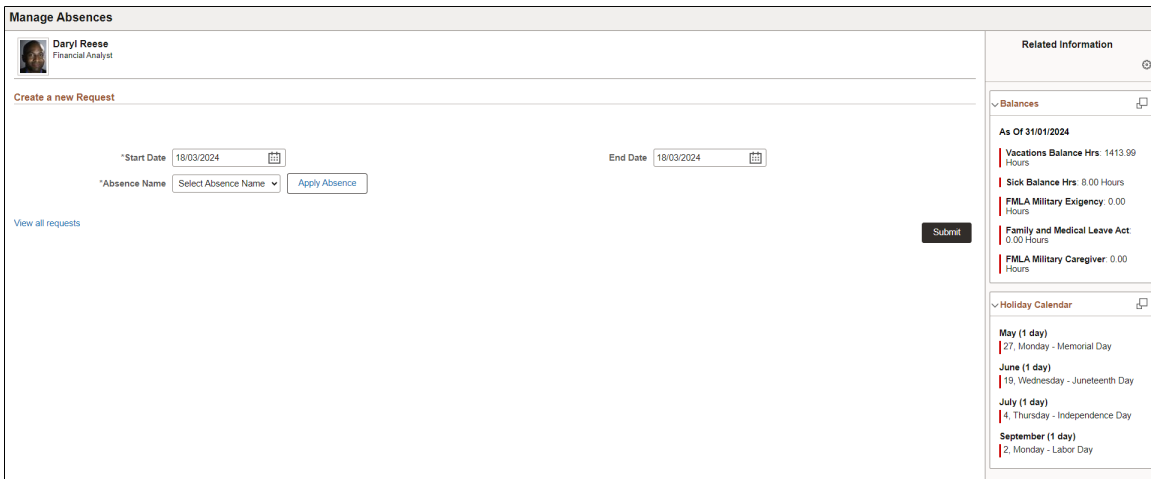 Manage Absences
Daryl Reese
Financial Analyst
Create a new Request
*Start Date 18/03/2024
End Date 18/03/2024
*Absence Name Select Absence Name Apply Absence
View all requests
Submit
Related Information
Balances
As Of 31/01/2024
Vacations Balance Hrs: 1413.99
Hours
Sick Balance Hrs: 8.00 Hours
FMLA Military Exigency: 0.00
Hours
Family and Medical Leave Act:
0.00 Hours
FMLA Military Caregiver: 0.00
Hours
Holiday Calendar
May (1 day)
27, Monday - Memorial Day
June (1 day)
19, Wednesday - Juneteenth Day
July (1 day)
4, Thursday - Independence Day
September (1 day)
2, Monday - Labor Day